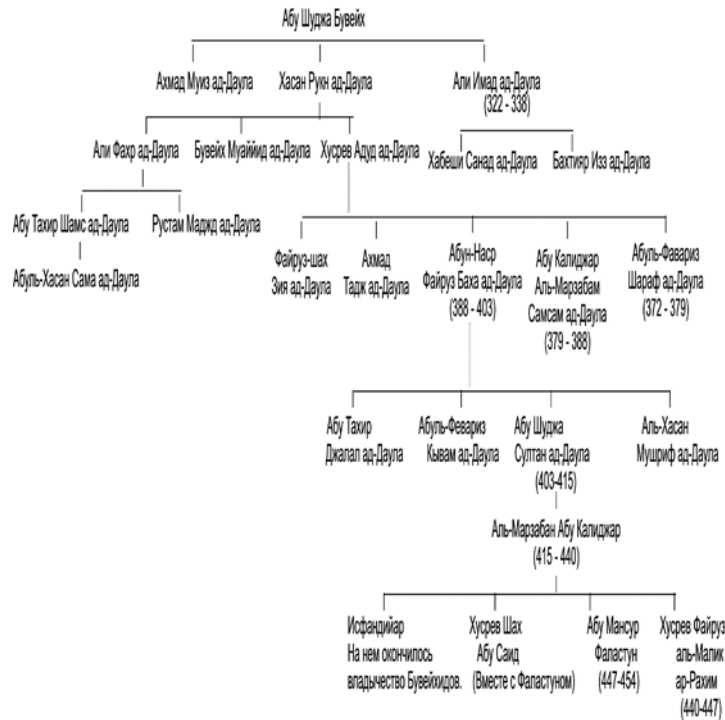 Абу Шуджа Бувейх
Ахмад Муиз ад-Даула
Хасан Рукн ад-Даула
Али Имад ад-Даула
(322 - 338)
Али Фахр ад-Даула
Бувейх Муаййид ад-Даула
Хусрев Адуд ад-Даула
Хабеши Санад ад-Даула
Бахтияр Изз ад-Даула
Абу Тахир Шамс ад-Даула
Рустам Маджд ад-Даула
Абуль-Хасан Сама ад-Даула
Файруз-шах
Зия ад-Даула
Ахмад
Тадж ад-Даула
Абун-Наср
Файруз Баха ад-Даула
(388 - 403)
Абу Калиджар
Аль-Марзабам
Самсам ад-Даула
(379 - 388)
Абуль-Фавариз
Шараф ад-Даула
(372 - 379)
Абу Тахир
Джалал ад-Даула
Абуль-Февариз
Кывам ад-Даула
Абу Шуджа
Султан ад-Даула
(403-415)
Аль-Хасан
Мушриф ад-Даула
Аль-Марзабан Абу Калиджар
(415 - 440)
Исфандийар
На нем окончилось
владычество Бувейхидов.
Хусрев Шах
Абу Саид
(Вместе с Фаластуном)
Абу Мансур
Фаластун
(447-454)
Хусрев Файруз
аль-Малик
ар-Рахим
(440-447)